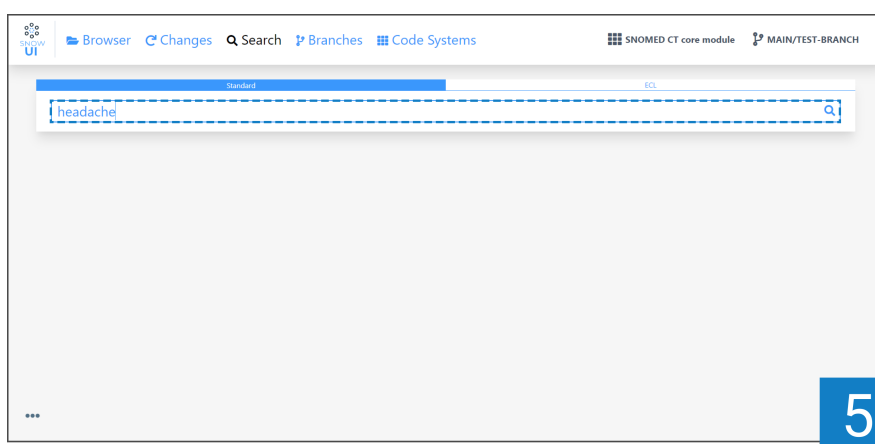 SNOW
UI
Browser Changes Search Branches Code Systems SNOMED CT core module MAIN/TEST-BRANCH
Standard ECL
headache
5